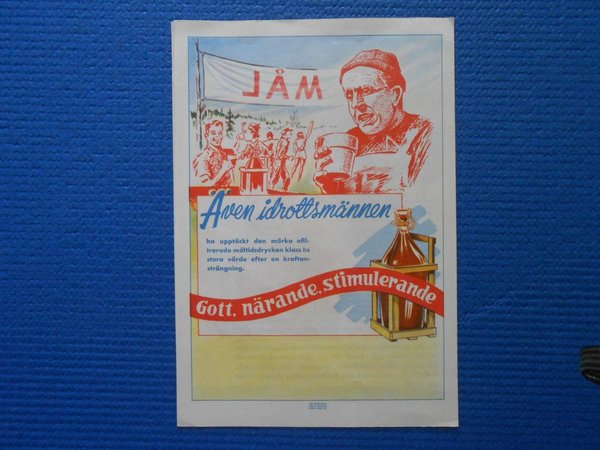 MÅL
Även idrottsmännen
ha upptäckt den mörka ofil-
trerade måltidsdrycken klass I:s
stora värde efter en kraftan-
strängning.
Gott, närande, stimulerande